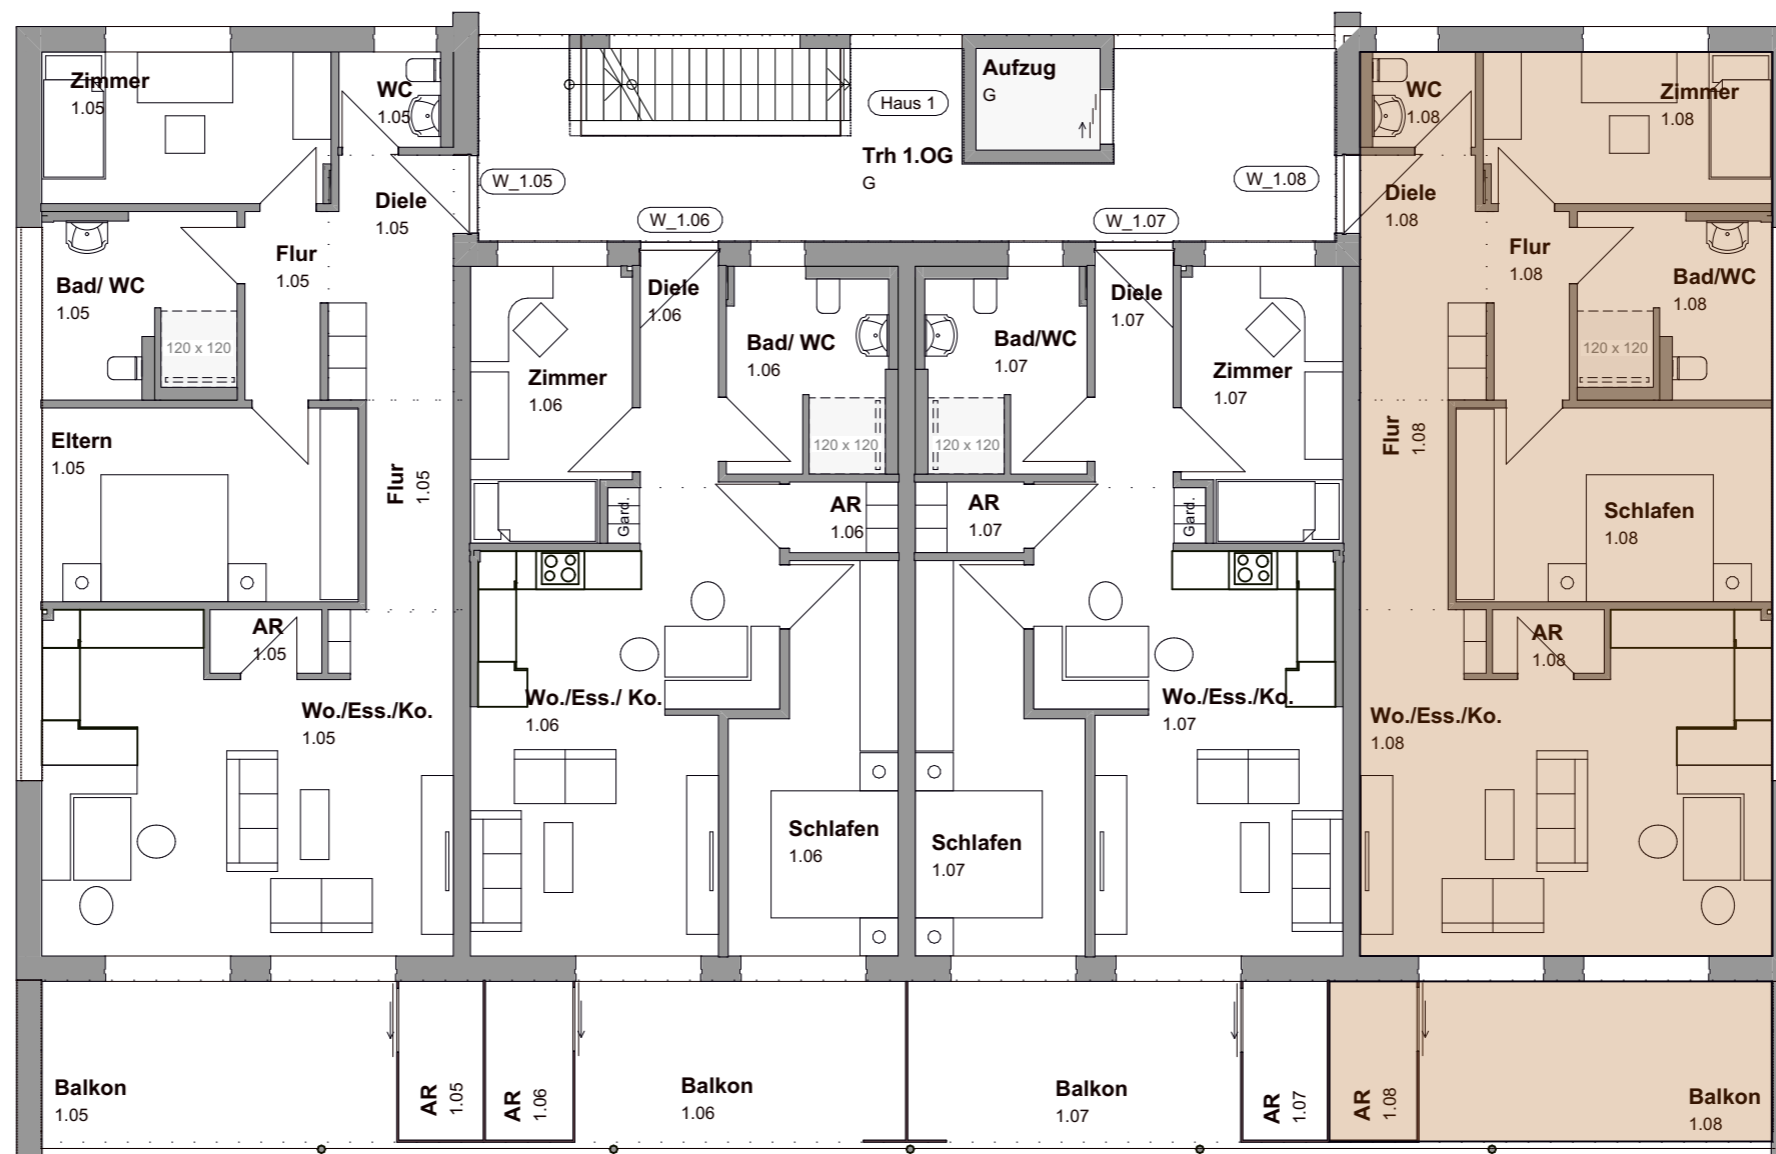 Zimmer
1.05
WC
1.05
Diele
1.05
Flur
1.05
Bad/ WC
1.05
120 x 120
Eltern
1.05
Flur
1.05
AR
1.05
Wo./Ess./Ko.
1.05
Balkon
1.05
AR
1.05
Haus 1
Aufzug
G
Trh 1.OG
G
W_1.05
W_1.06
W_1.07
W_1.08
Diele
1.06
Bad/ WC
1.06
Zimmer
1.06
120 x 120
Gard.
AR
1.06
Wo./Ess./ Ko.
1.06
Schlafen
1.06
AR
1.06
Balkon
1.06
Diele
1.07
Bad/WC
1.07
Zimmer
1.07
120 x 120
AR
1.07
Gard.
Wo./Ess./Ko.
1.07
Schlafen
1.07
Balkon
1.07
AR
1.07
WC
1.08
Zimmer
1.08
Diele
1.08
Flur
1.08
Bad/WC
1.08
120 x 120
Flur
1.08
Schlafen
1.08
AR
1.08
Wo./Ess./Ko.
1.08
AR
1.08
Balkon
1.08